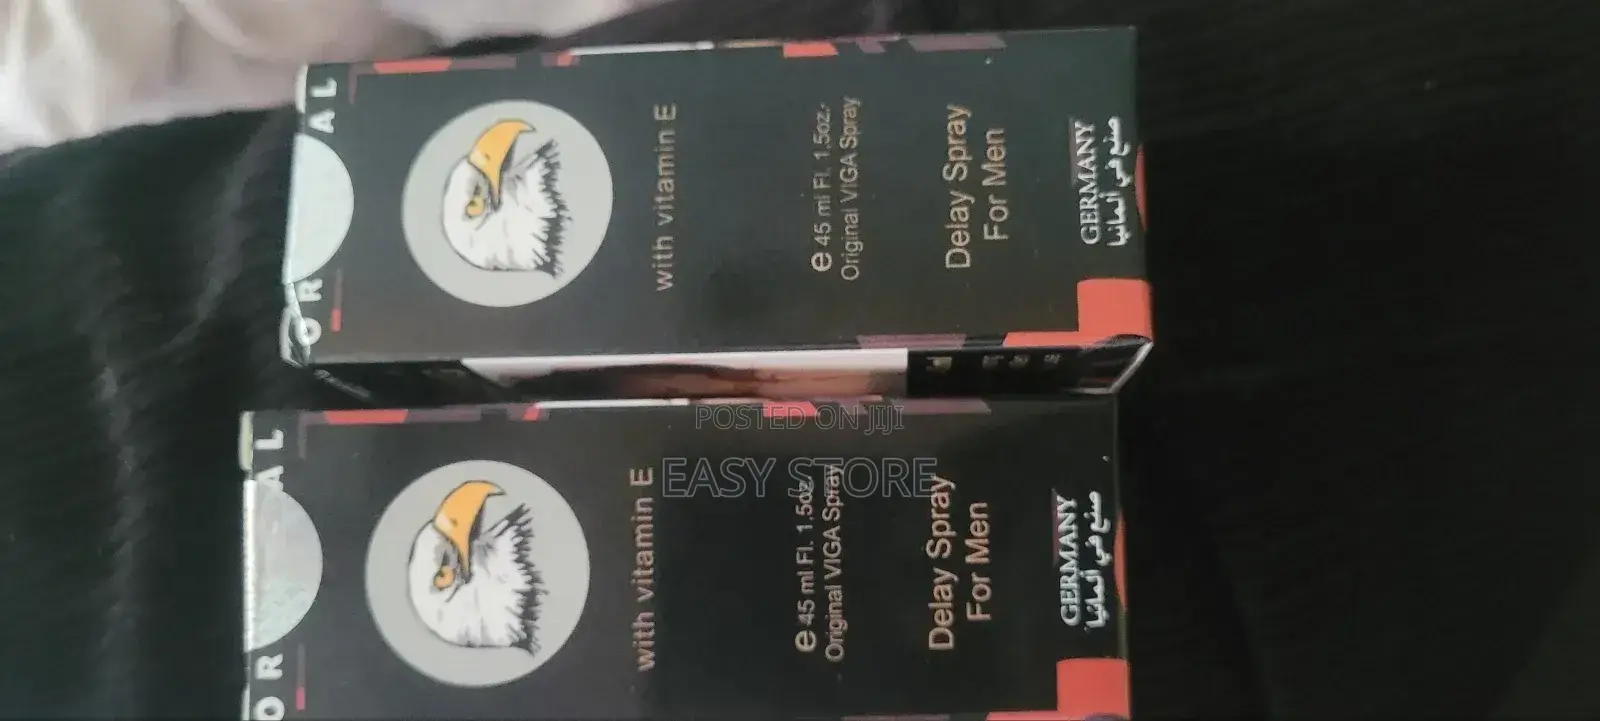 with vitamin E
e 45 ml Fl. 1.5oz.
Original VIGA Spray
Delay Spray
For Men
GERMANY
صنع في ألمانيا
with vitamin E
e 45 ml Fl. 1.5oz.
Original VIGA Spray
Delay Spray
For Men
GERMANY
صنع في ألمانيا
POSTED ON JIJI
EASY STORE